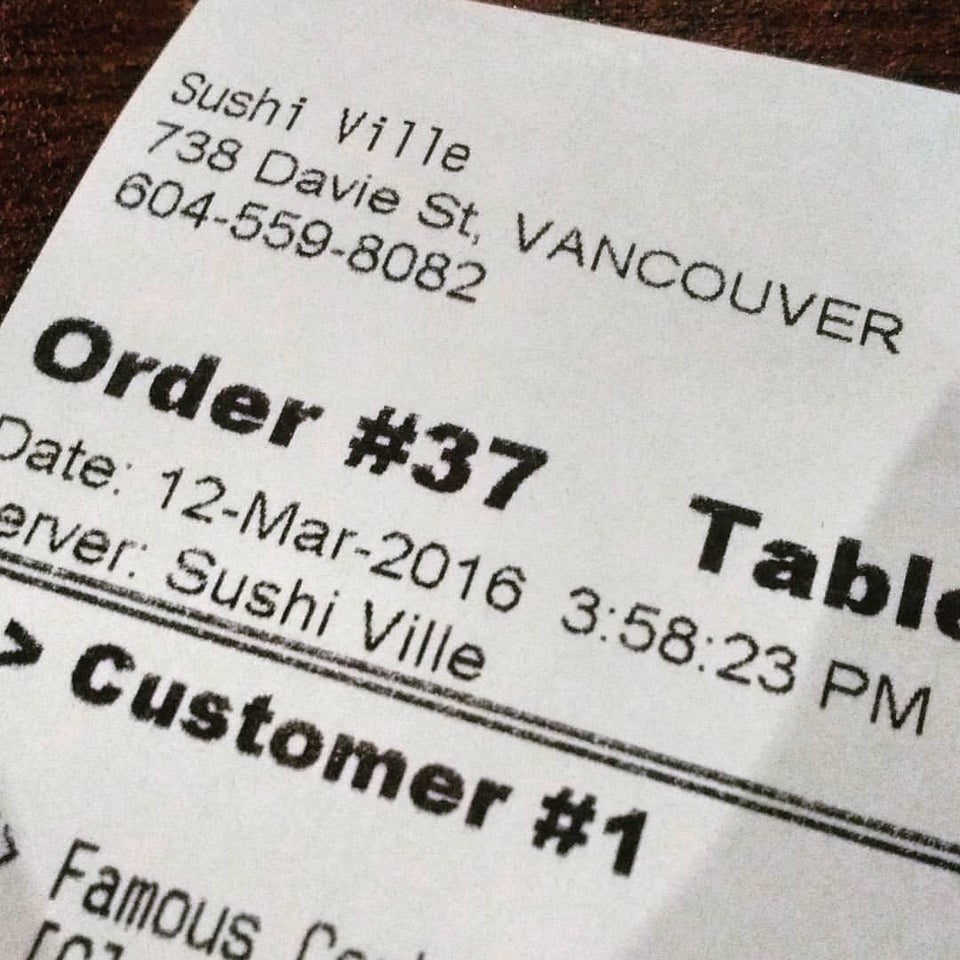 Sushi Ville
738 Davie St, VANCOUVER
604-559-8082
Order #37 Table
Date: 12-Mar-2016 3:58:23 PM
erver: Sushi Ville
> Customer #1
> Famous